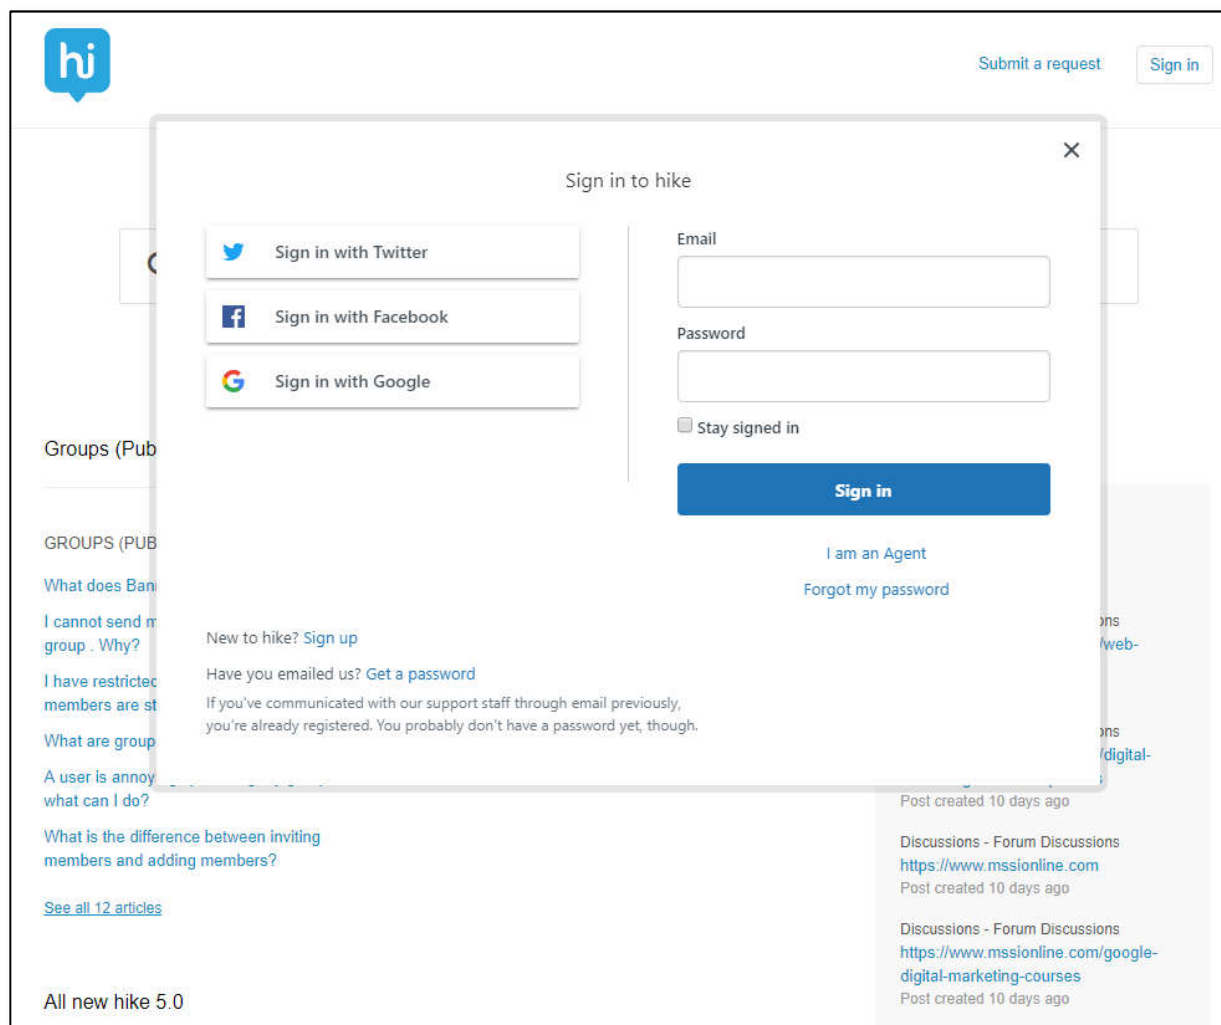 hi
Submit a request
Sign in
Sign in to hike
Sign in with Twitter
Sign in with Facebook
Sign in with Google
Email
Password
Stay signed in
Sign in
I am an Agent
Forgot my password
New to hike? Sign up
Have you emailed us? Get a password
If you've communicated with our support staff through email previously,
you're already registered. You probably don't have a password yet, though.
Groups (Pub
GROUPS (PUB
What does Ban
I cannot send m
group . Why?
I have restricted
members are st
What are group
A user is annoy
what can I do?
What is the difference between inviting
members and adding members?
See all 12 articles
All new hike 5.0
ons
/web-
ons
/digital-
Post created 10 days ago
Discussions - Forum Discussions
https://www.mssionline.com
Post created 10 days ago
Discussions - Forum Discussions
https://www.mssionline.com/google-
digital-marketing-courses
Post created 10 days ago